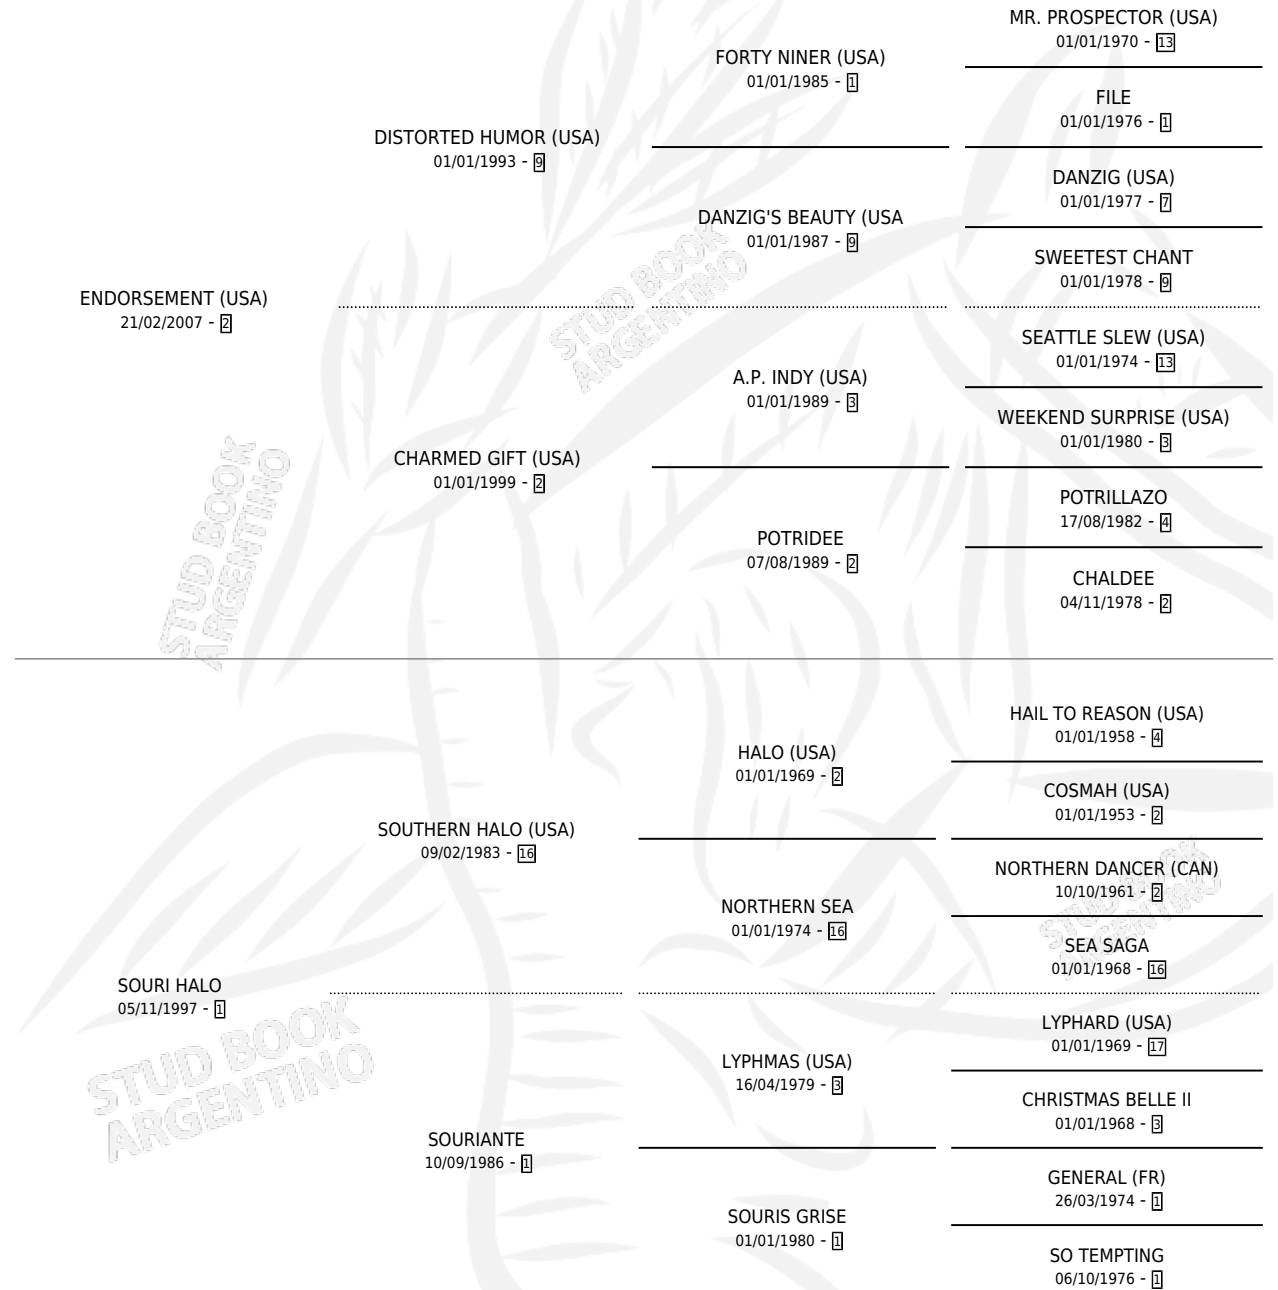 MR. PROSPECTOR (USA)
01/01/1970 - 13
FORTY NINER (USA)
01/01/1985 - 1
FILE
01/01/1976 - 1
DISTORTED HUMOR (USA)
01/01/1993 - 9
DANZIG (USA)
01/01/1977 - 7
DANZIG'S BEAUTY (USA
01/01/1987 - 9
SWEETEST CHANT
01/01/1978 - 9
ENDORSEMENT (USA)
21/02/2007 - 2
STUD BOOK
ARGENTINO
SEATTLE SLEW (USA)
01/01/1974 - 13
A.P. INDY (USA)
01/01/1989 - 3
WEEKEND SURPRISE (USA)
01/01/1980 - 3
CHARMED GIFT (USA)
01/01/1999 - 2
POTRILLAZO
17/08/1982 - 4
POTRIDEE
07/08/1989 - 2
CHALDEE
04/11/1978 - 2
STUD BOOK
ARGENTINO
HAIL TO REASON (USA)
01/01/1958 - 4
HALO (USA)
01/01/1969 - 2
COSMAH (USA)
01/01/1953 - 2
SOUTHERN HALO (USA)
09/02/1983 - 16
NORTHERN DANCER (CAN)
10/10/1961 - 2
NORTHERN SEA
01/01/1974 - 16
STUD BOOK
ARGENTINO
SEA SAGA
01/01/1968 - 16
SOURI HALO
05/11/1997 - 1
LYPHARD (USA)
01/01/1969 - 17
LYPHMAS (USA)
16/04/1979 - 3
STUD BOOK
ARGENTINO
CHRISTMAS BELLE II
01/01/1968 - 3
SOURIANTE
10/09/1986 - 1
GENERAL (FR)
26/03/1974 - 1
SOURIS GRISE
01/01/1980 - 1
SO TEMPTING
06/10/1976 - 1